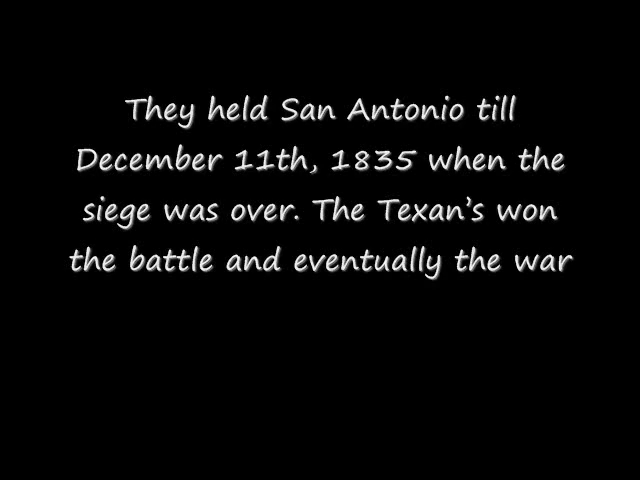 They held San Antonio till
December 11th, 1835 when the
siege was over. The Texan’s won
the battle and eventually the war